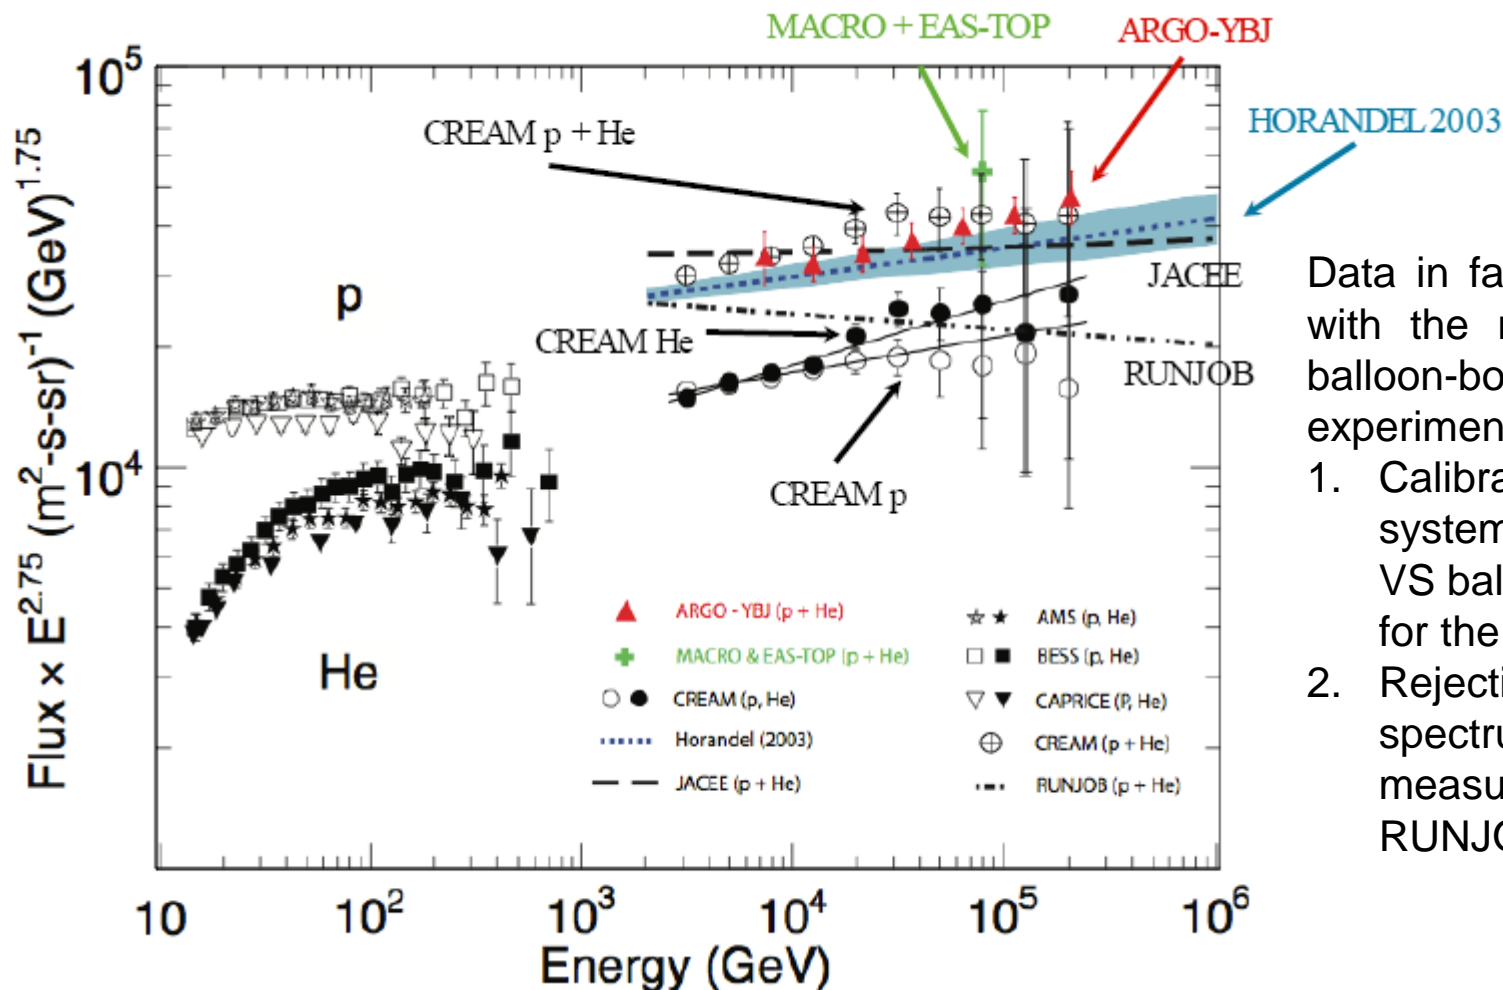 MACRO + EAS-TOP
ARGO-YBJ
HORANDEL 2003
CREAM p + He
JACEE
RUNJOB
CREAM He
CREAM p
p
He
10^5
10^4
Flux × E^2.75 (m^2-s-sr)^-1 (GeV)^1.75
ARGO - YBJ (p + He)
MACRO & EAS-TOP (p + He)
CREAM (p, He)
Horandel (2003)
JACEE (p + He)
AMS (p, He)
BESS (p, He)
CAPRICE (P, He)
CREAM (p + He)
RUNJOB (p + He)
10 10^2 10^3 10^4 10^5 10^6
Energy (GeV)
Data in fa
with the
balloon-bo
experimen
1. Calibra
system
VS bal
for the
2. Rejecti
spectru
measu
RUNJO